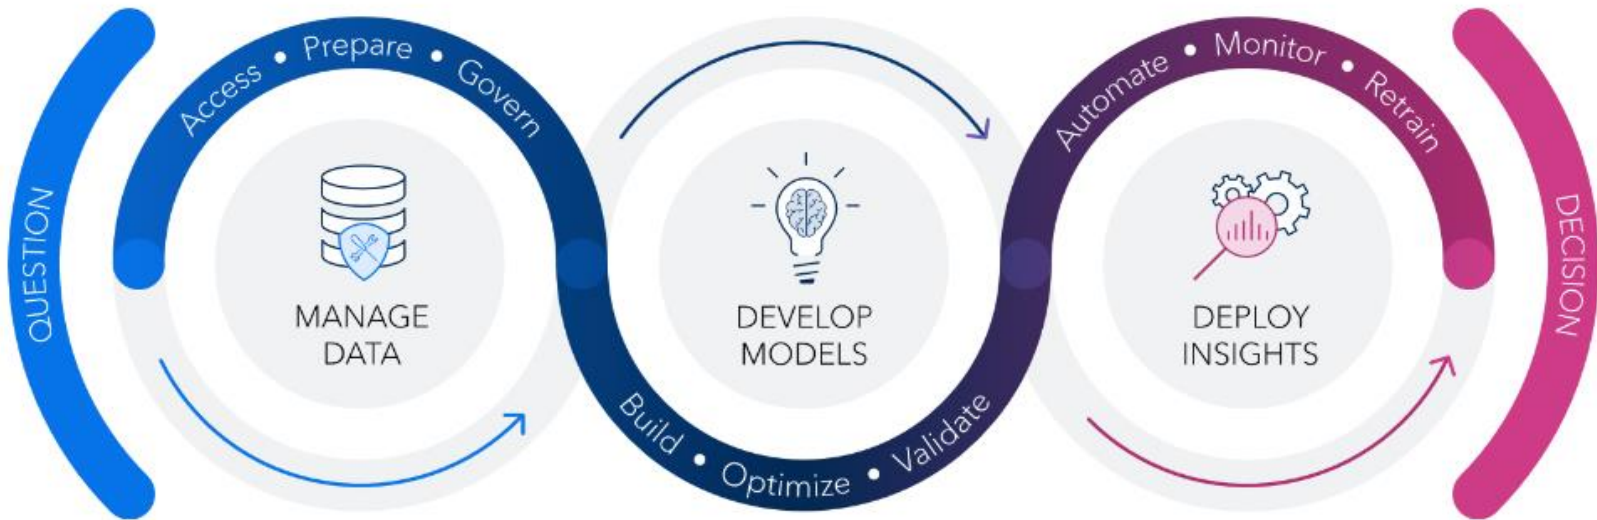 QUESTION
Access • Prepare • Govern
MANAGE
DATA
Build • Optimize • Validate
DEVELOP
MODELS
Automate • Monitor • Retrain
DEPLOY
INSIGHTS
DECISION